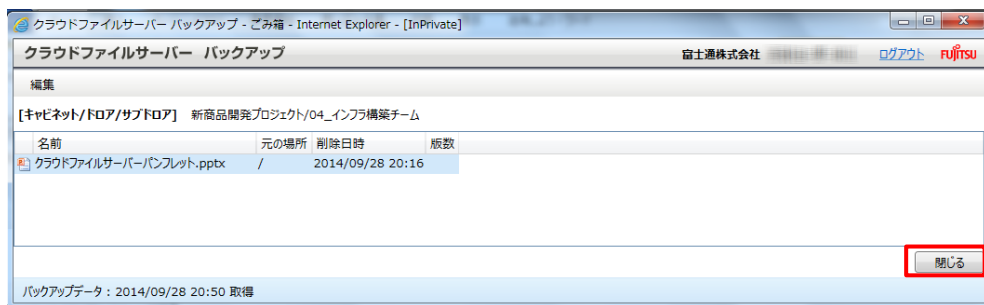 クラウドファイルサーバー バックアップ - ごみ箱 - Internet Explorer - [InPrivate]
クラウドファイルサーバー バックアップ 富士通株式会社 ログアウト FUJITSU
編集
[キャビネット/ドロア/サブドロア] 新商品開発プロジェクト/04_インフラ構築チーム
名前 元の場所 削除日時 版数
クラウドファイルサーバーパンフレット.pptx / 2014/09/28 20:16
閉じる
バックアップデータ : 2014/09/28 20:50 取得